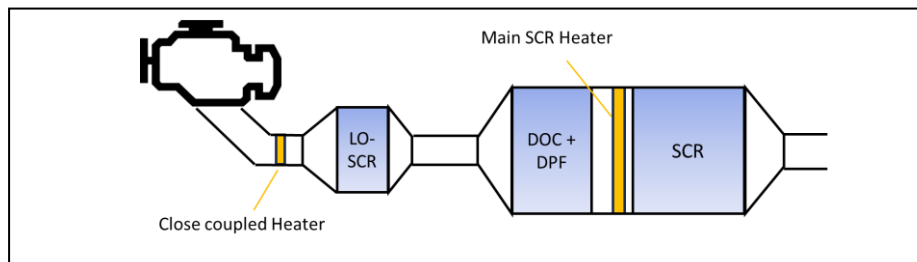 Main SCR Heater
LO-
SCR
DOC +
DPF
SCR
Close coupled Heater